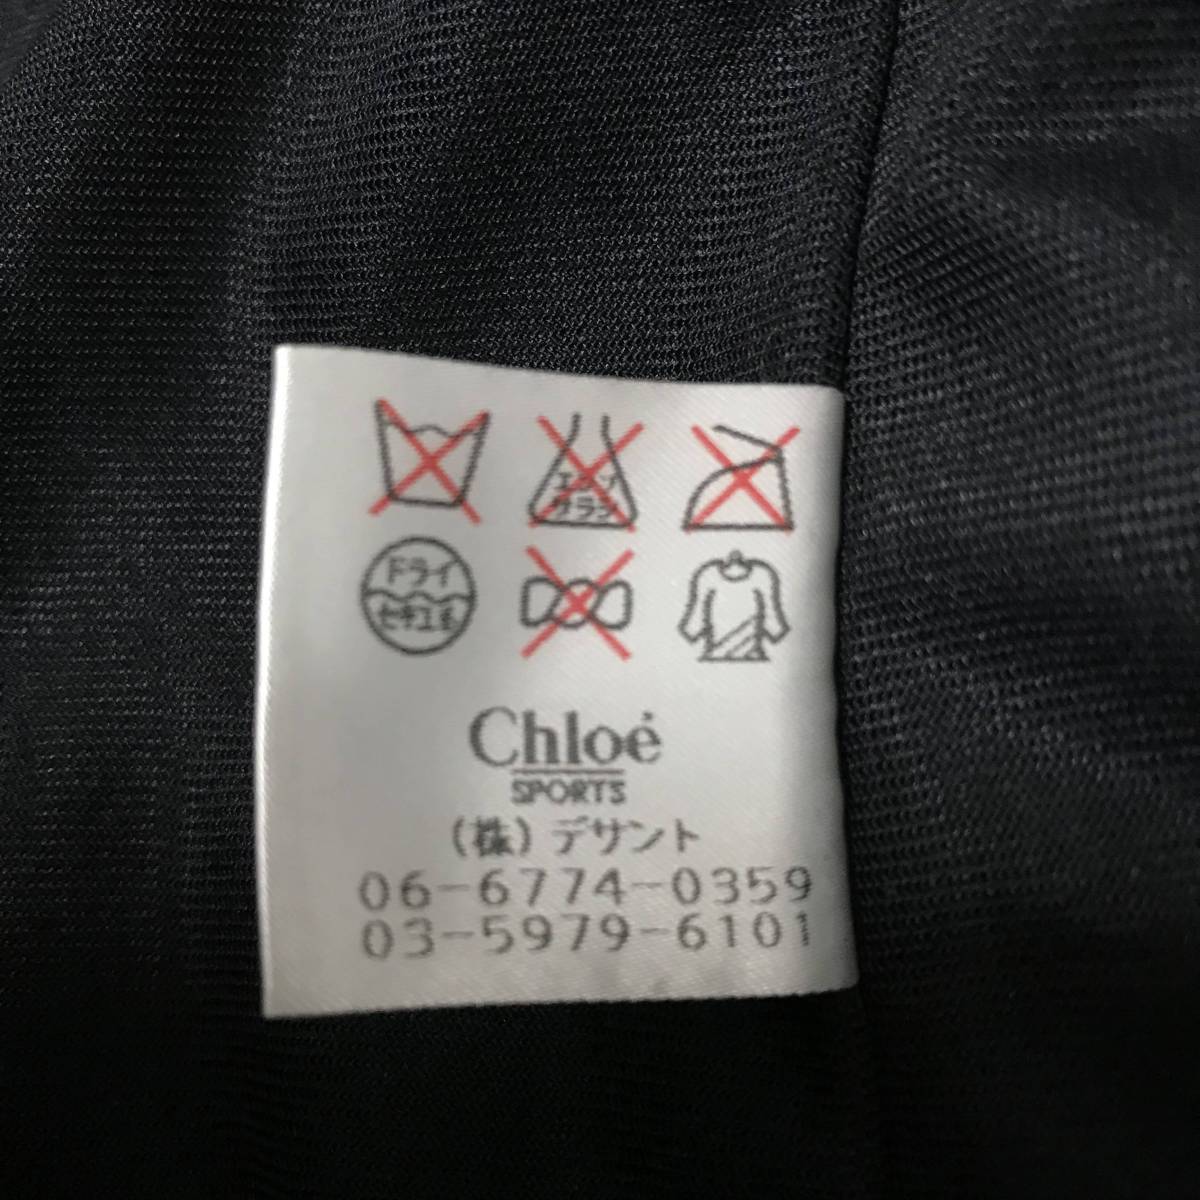 エンソ
サラシ
ドライ
セキユ系
Chloé
SPORTS
(株)デサント
06-6774-0359
03-5979-6101